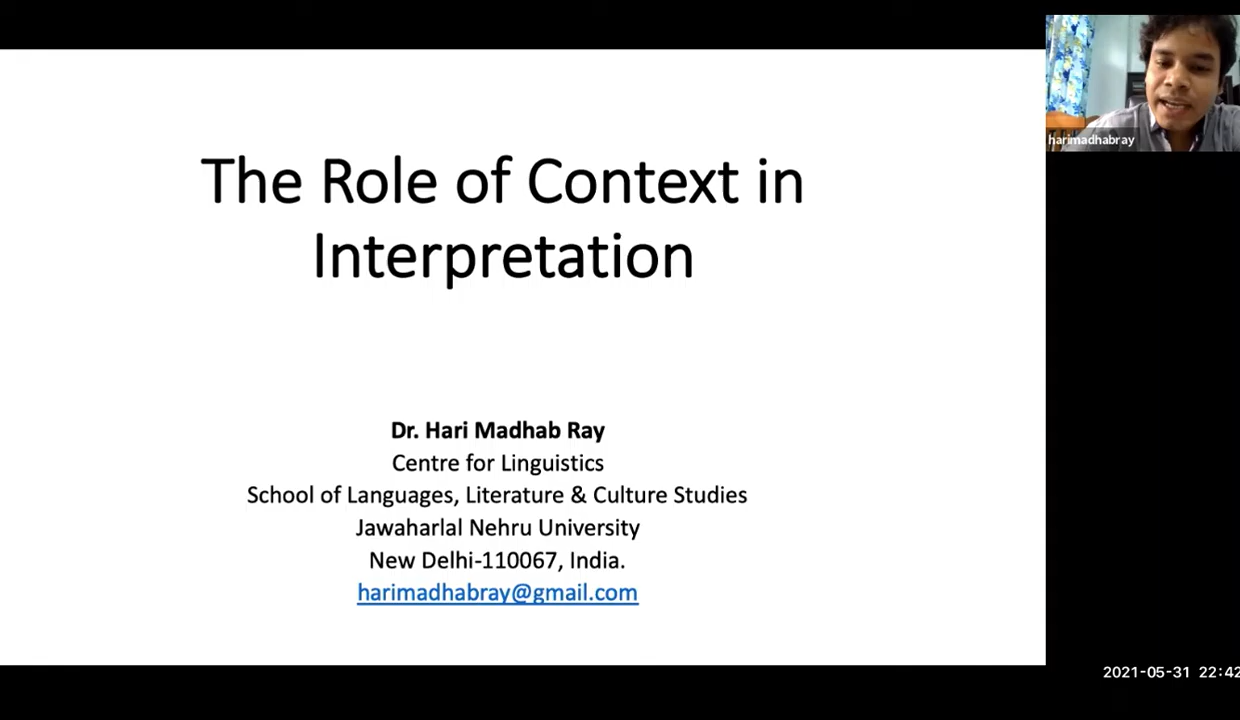 The Role of Context in
Interpretation
Dr. Hari Madhab Ray
Centre for Linguistics
School of Languages, Literature & Culture Studies
Jawaharlal Nehru University
New Delhi-110067, India.
harimadhabray@gmail.com
harimadhabray
2021-05-31 22:42